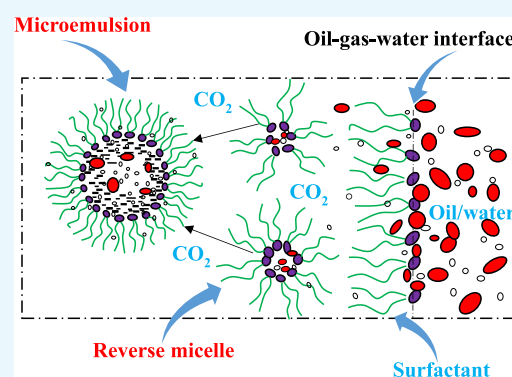 Microemulsion
Oil-gas-water interface
CO2
CO2
Oil/water
CO2
Reverse micelle
Surfactant